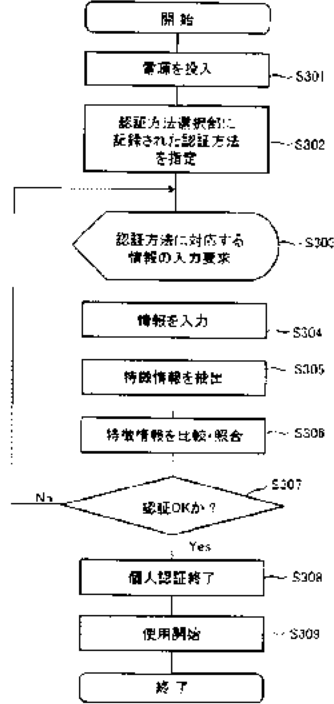 開始
電源を投入
S301
認証方法選択部に
記録された認証方法
を指定
S302
認証方法に対応する
情報の入力要求
S303
情報を入力
S304
特徴情報を抽出
S305
特徴情報を比較・照合
S306
認証OKか？
S307
No
Yes
個人認証終了
S308
使用開始
S309
終了